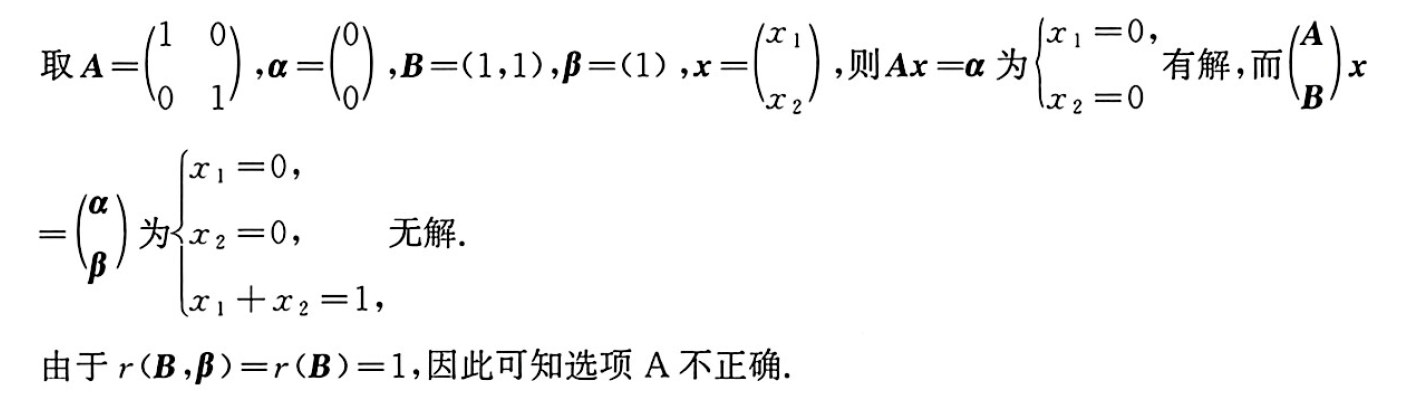 取 A=(1 0 0 1),α=(0 0),B=(1,1),β=(1),x=(x₁ x₂),则Ax=α 为{x₁=0, x₂=0 有解,而(A B)x
=(α β)为{x₁=0, x₂=0, x₁+x₂=1, 无解.
由于 r(B,β)=r(B)=1,因此可知选项 A 不正确.